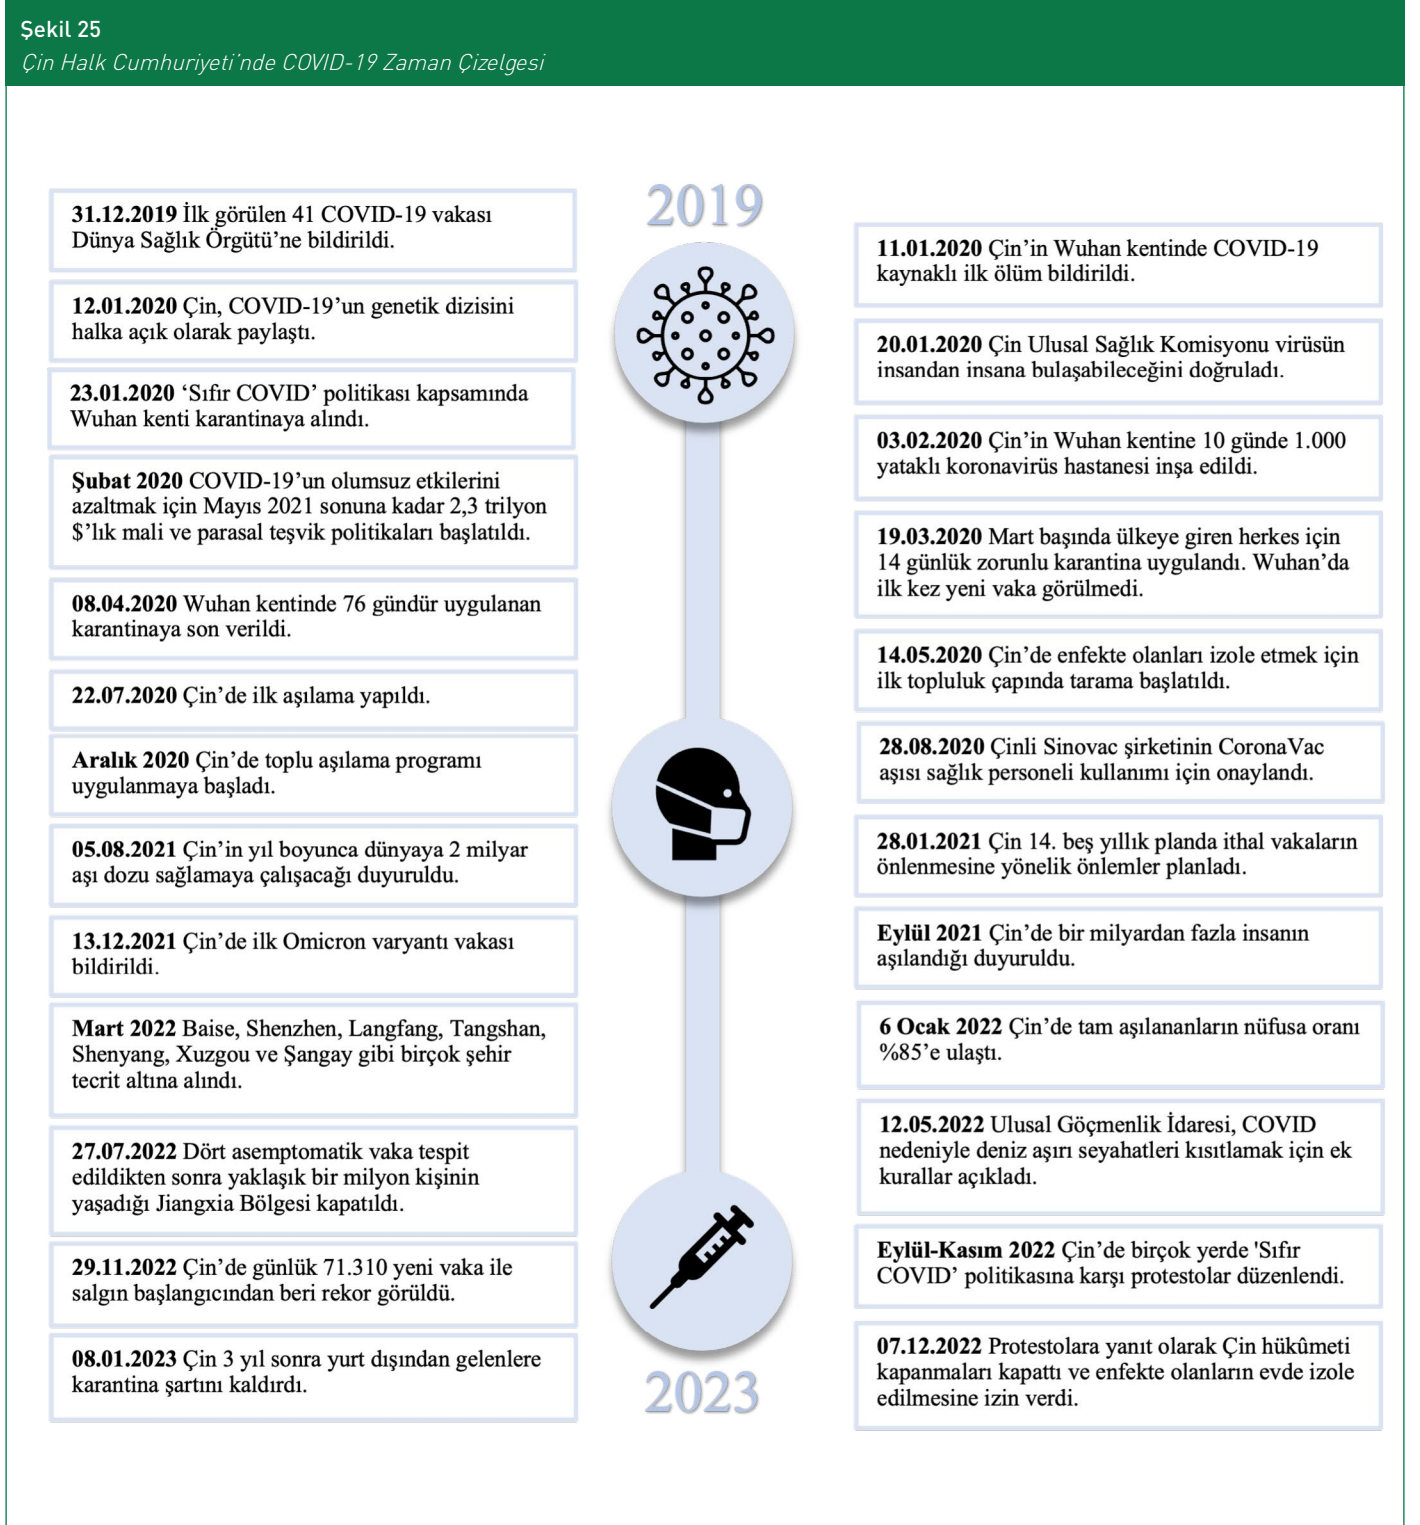 Şekil 25
Çin Halk Cumhuriyeti’nde COVID-19 Zaman Çizelgesi
2019
31.12.2019 İlk görülen 41 COVID-19 vakası
Dünya Sağlık Örgütü’ne bildirildi.
11.01.2020 Çin’in Wuhan kentinde COVID-19
kaynaklı ilk ölüm bildirildi.
12.01.2020 Çin, COVID-19’un genetik dizisini
halka açık olarak paylaştı.
20.01.2020 Çin Ulusal Sağlık Komisyonu virüsün
insandan insana bulaşabileceğini doğruladı.
23.01.2020 ‘Sıfır COVID’ politikası kapsamında
Wuhan kenti karantinaya alındı.
03.02.2020 Çin’in Wuhan kentine 10 günde 1.000
yataklı koronavirüs hastanesi inşa edildi.
Şubat 2020 COVID-19’un olumsuz etkilerini
azaltmak için Mayıs 2021 sonuna kadar 2,3 trilyon
$’lık mali ve parasal teşvik politikaları başlatıldı.
19.03.2020 Mart başında ülkeye giren herkes için
14 günlük zorunlu karantina uygulandı. Wuhan’da
ilk kez yeni vaka görülmedi.
08.04.2020 Wuhan kentinde 76 gündür uygulanan
karantinaya son verildi.
14.05.2020 Çin’de enfekte olanları izole etmek için
ilk topluluk çapında tarama başlatıldı.
22.07.2020 Çin’de ilk aşılama yapıldı.
28.08.2020 Çinli Sinovac şirketinin CoronaVac
aşısı sağlık personeli kullanımı için onaylandı.
Aralık 2020 Çin’de toplu aşılama programı
uygulanmaya başladı.
28.01.2021 Çin 14. beş yıllık planda ithal vakaların
önlenmesine yönelik önlemler planladı.
05.08.2021 Çin’in yıl boyunca dünyaya 2 milyar
aşı dozu sağlamaya çalışacağı duyuruldu.
Eylül 2021 Çin’de bir milyardan fazla insanın
aşılandığı duyuruldu.
13.12.2021 Çin’de ilk Omicron varyantı vakası
bildirildi.
6 Ocak 2022 Çin’de tam aşılananların nüfusa oranı
%85’e ulaştı.
Mart 2022 Baise, Shenzhen, Langfang, Tangshan,
Shenyang, Xuzgou ve Şangay gibi birçok şehir
tecrit altına alındı.
12.05.2022 Ulusal Göçmenlik İdaresi, COVID
nedeniyle deniz aşırı seyahatleri kısıtlamak için ek
kurallar açıkladı.
27.07.2022 Dört asemptomatik vaka tespit
edildikten sonra yaklaşık bir milyon kişinin
yaşadığı Jiangxia Bölgesi kapatıldı.
Eylül-Kasım 2022 Çin’de birçok yerde 'Sıfır
COVID’ politikasına karşı protestolar düzenlendi.
29.11.2022 Çin’de günlük 71.310 yeni vaka ile
salgın başlangıcından beri rekor görüldü.
07.12.2022 Protestolara yanıt olarak Çin hükûmeti
kapanmaları kapattı ve enfekte olanların evde izole
edilmesine izin verdi.
08.01.2023 Çin 3 yıl sonra yurt dışından gelenlere
karantina şartını kaldırdı.
2023